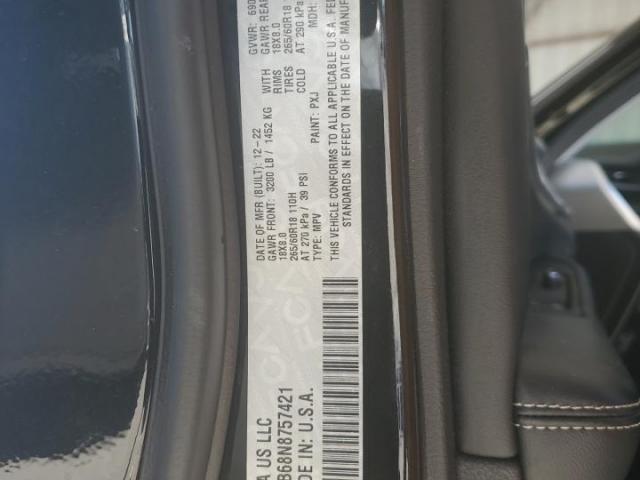 A US LLC
DATE OF MFR (BUILT): 12-22 GVWR: 690
GAWR FRONT: 3200 LB / 1452 KG WITH GAWR REAR
18X8.0 RIMS 18X8.0
265/60R18 110H TIRES 265/60R18
AT 270 kPa / 39 PSI COLD AT 290 kPa
TYPE: MPV PAINT: PXJ MDH:
THIS VEHICLE CONFORMS TO ALL APPLICABLE U.S.A. FED
STANDARDS IN EFFECT ON THE DATE OF MANUF
B68N8757421
DE IN: U.S.A.